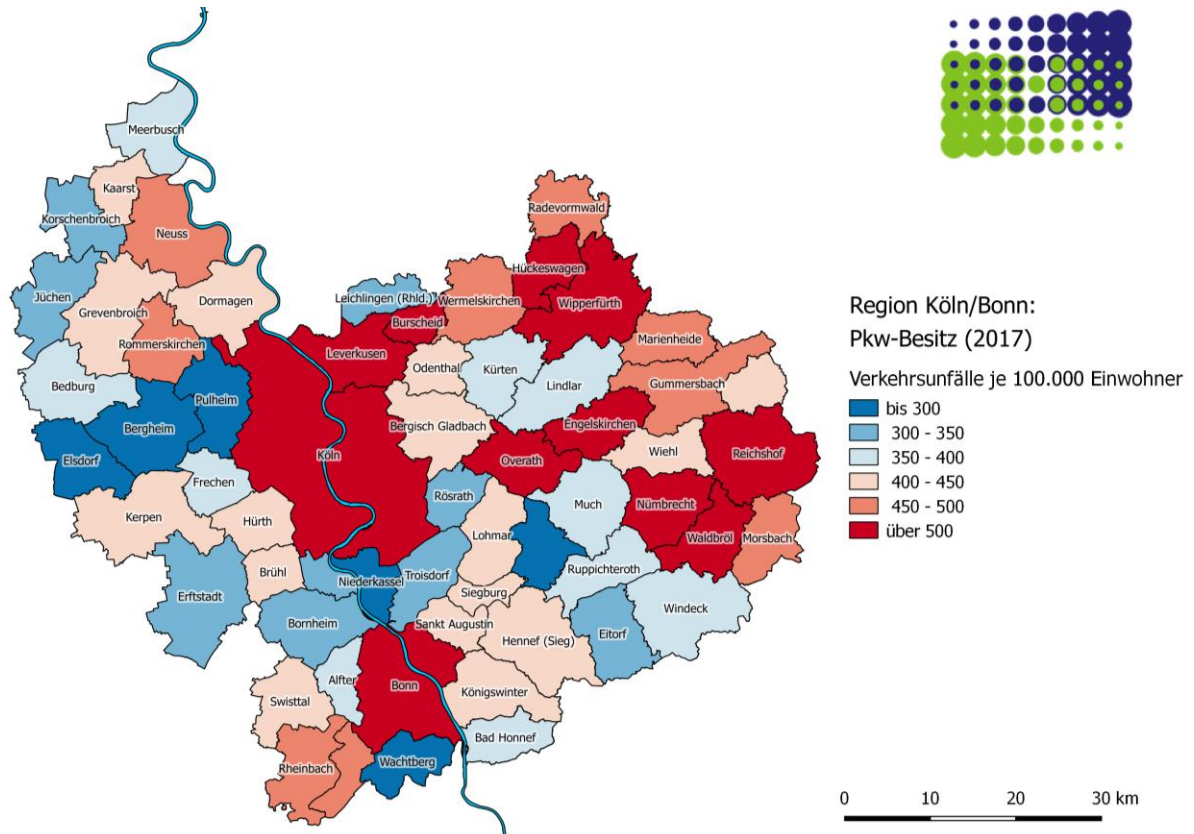 Meerbusch
Kaarst
Korschenbroich
Neuss
Radevormwald
Hückeswagen
Wipperfürth
Jüchen
Grevenbroich
Dormagen
Leichlingen (Rhld.)
Wermelskirchen
Burscheid
Rommerskirchen
Leverkusen
Marienheide
Odenthal
Kürten
Lindlar
Gummersbach
Bedburg
Pulheim
Bergheim
Bergisch Gladbach
Engelskirchen
Elsdorf
Köln
Overath
Wiehl
Reichshof
Frechen
Rösrath
Much
Nümbrecht
Kerpen
Hürth
Lohmar
Waldbröl
Morsbach
Brühl
Niederkassel
Troisdorf
Ruppichteroth
Erftstadt
Siegburg
Windeck
Bornheim
Sankt Augustin
Hennef (Sieg)
Eitorf
Alfter
Bonn
Swisttal
Königswinter
Bad Honnef
Rheinbach
Wachtberg
Region Köln/Bonn:
Pkw-Besitz (2017)
Verkehrsunfälle je 100.000 Einwohner
bis 300
300 - 350
350 - 400
400 - 450
450 - 500
über 500
0 10 20 30 km